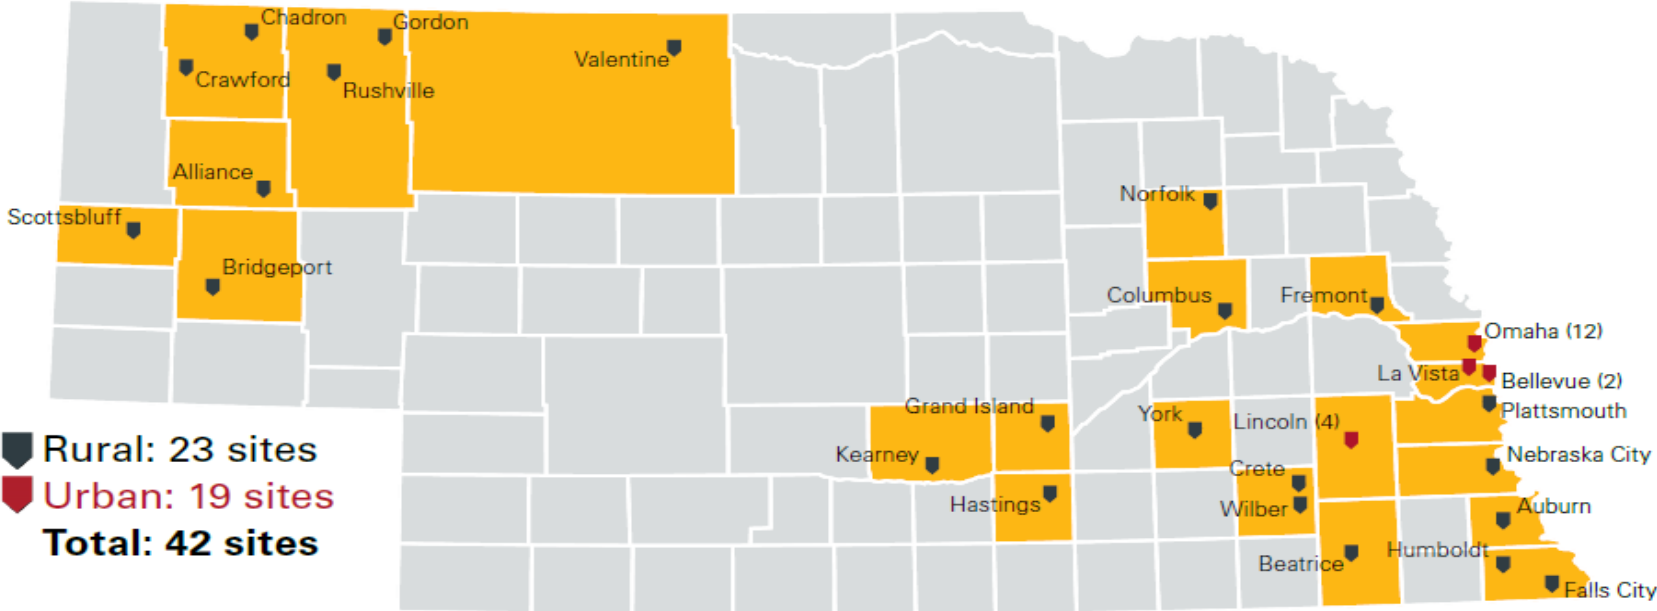 Chadron
Gordon
Valentine
Crawford
Rushville
Alliance
Norfolk
Scottsbluff
Bridgeport
Columbus
Fremont
Omaha (12)
La Vista
Bellevue (2)
Plattsmouth
Grand Island
York
Lincoln (4)
Kearney
Nebraska City
Crete
Hastings
Wilber
Auburn
Beatrice
Humboldt
Falls City
Rural: 23 sites
Urban: 19 sites
Total: 42 sites